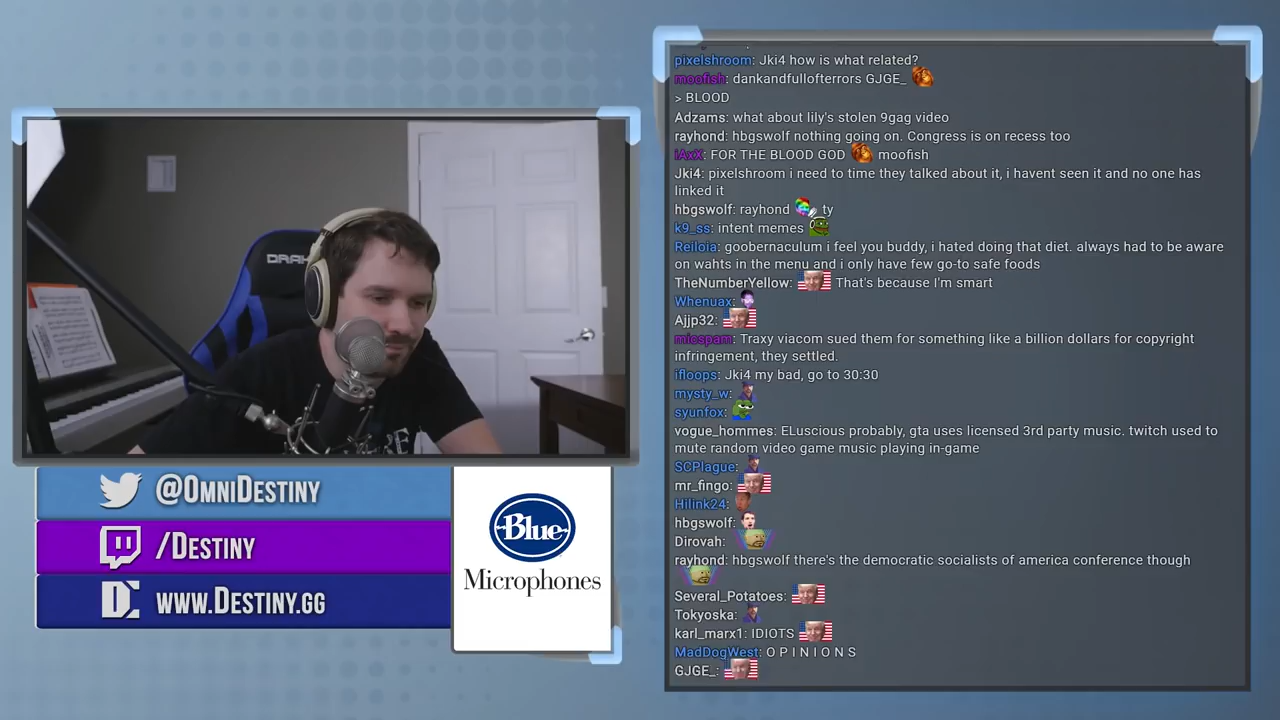 pixelshroom: Jki4 how is what related?
moofish: dankandfullofterrors GJGE_
> BLOOD
Adzams: what about lily's stolen 9gag video
rayhond: hbgswolf nothing going on. Congress is on recess too
iAxX: FOR THE BLOOD GOD moofish
Jki4: pixelshroom i need to time they talked about it, i havent seen it and no one has
linked it
hbgswolf: rayhond ty
k9_ss: intent memes
Reiloia: goobernaculum i feel you buddy, i hated doing that diet. always had to be aware
on wahts in the menu and i only have few go-to safe foods
TheNumberYellow: That's because I'm smart
Whenuax:
Ajjp32:
micspam: Traxy viacom sued them for something like a billion dollars for copyright
infringement, they settled.
ifloops: Jki4 my bad, go to 30:30
mysty_w:
syunfox:
vogue_hommes: ELuscious probably, gta uses licensed 3rd party music. twitch used to
mute random video game music playing in-game
SCPlague:
mr_fingo:
Hilink24:
hbgswolf:
Dirovah:
rayhond: hbgswolf there's the democratic socialists of america conference though
Several_Potatoes:
Tokyoska:
karl_marx1: IDIOTS
MadDogWest: O P I N I O N S
GJGE_:
@OmniDestiny
/Destiny
www.Destiny.gg
Blue
Microphones